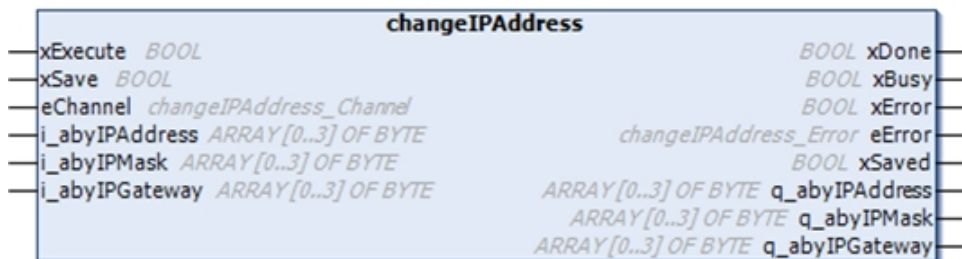 changeIPAddress
xExecute BOOL BOOL xDone
xSave BOOL BOOL xBusy
eChannel changeIPAddress_Channel BOOL xError
i_abyIPAddress ARRAY [0..3] OF BYTE changeIPAddress_Error eError
i_abyIPMask ARRAY [0..3] OF BYTE BOOL xSaved
i_abyIPGateway ARRAY [0..3] OF BYTE ARRAY [0..3] OF BYTE q_abyIPAddress
ARRAY [0..3] OF BYTE q_abyIPMask
ARRAY [0..3] OF BYTE q_abyIPGateway